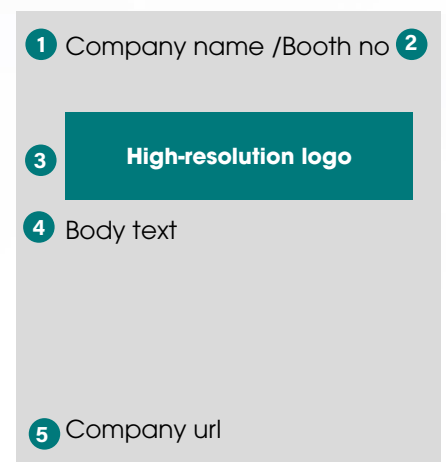 1 Company name /Booth no 2
3 High-resolution logo
4 Body text
5 Company url